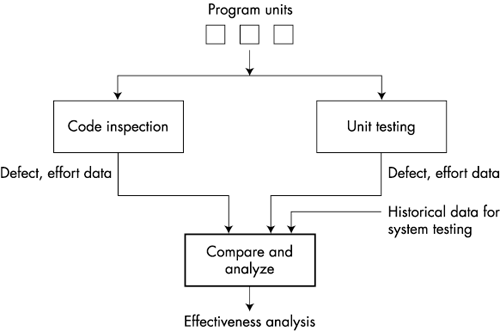 Program units
Code inspection
Unit testing
Defect, effort data
Defect, effort data
Historical data for
system testing
Compare and
analyze
Effectiveness analysis